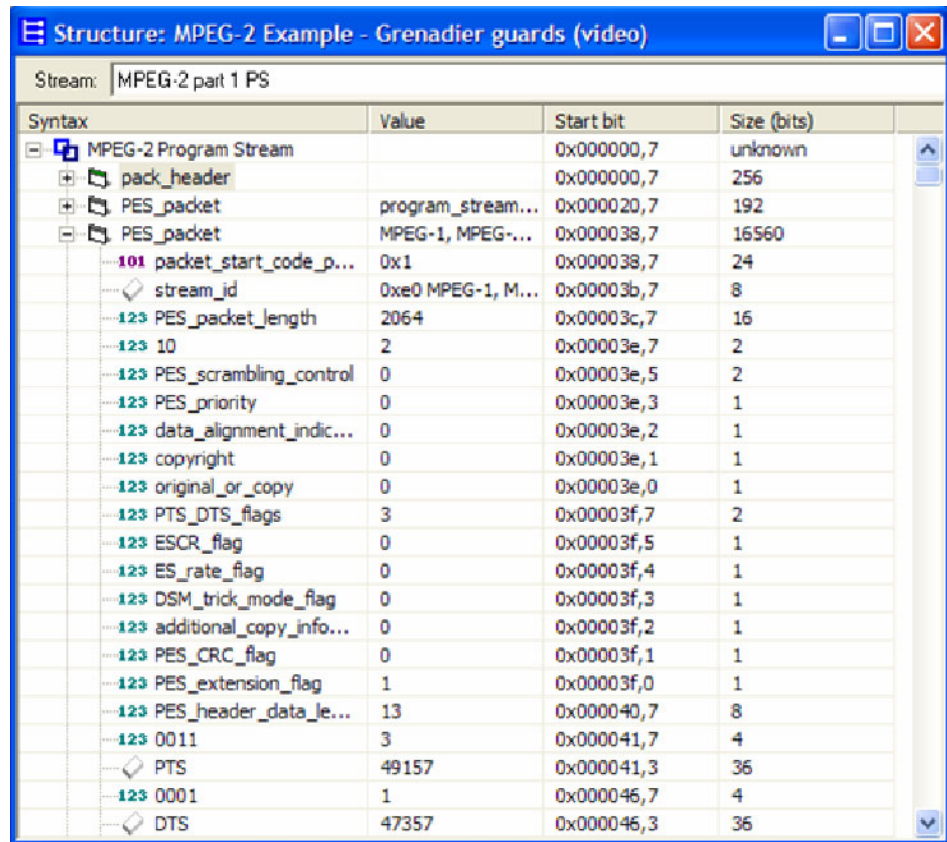 Structure: MPEG-2 Example - Grenadier guards (video)
Stream: MPEG-2 part 1 PS
Syntax Value Start bit Size (bits)
MPEG-2 Program Stream 0x000000,7 unknown
pack_header 0x000000,7 256
PES_packet program_stream... 0x000020,7 192
PES_packet MPEG-1, MPEG-... 0x000038,7 16560
101 packet_start_code_p... 0x1 0x000038,7 24
stream_id 0xe0 MPEG-1, M... 0x00003b,7 8
123 PES_packet_length 2064 0x00003c,7 16
123 10 2 0x00003e,7 2
123 PES_scrambling_control 0 0x00003e,5 2
123 PES_priority 0 0x00003e,3 1
123 data_alignment_indic... 0 0x00003e,2 1
123 copyright 0 0x00003e,1 1
123 original_or_copy 0 0x00003e,0 1
123 PTS_DTS_flags 3 0x00003f,7 2
123 ESCR_flag 0 0x00003f,5 1
123 ES_rate_flag 0 0x00003f,4 1
123 DSM_trick_mode_flag 0 0x00003f,3 1
123 additional_copy_info... 0 0x00003f,2 1
123 PES_CRC_flag 0 0x00003f,1 1
123 PES_extension_flag 1 0x00003f,0 1
123 PES_header_data_le... 13 0x000040,7 8
123 0011 3 0x000041,7 4
PTS 49157 0x000041,3 36
123 0001 1 0x000046,7 4
DTS 47357 0x000046,3 36